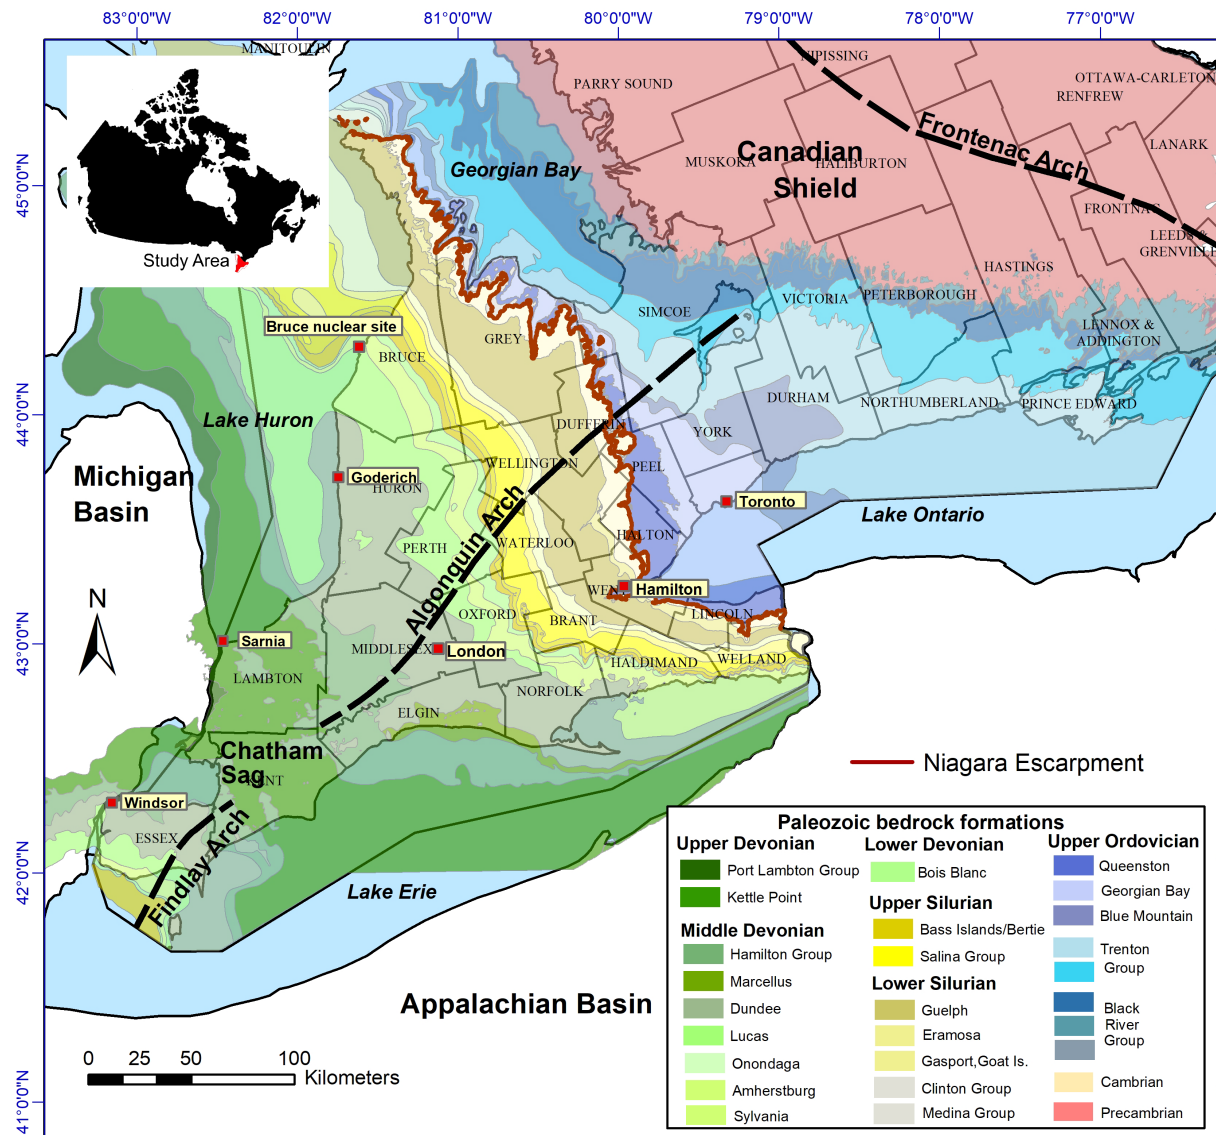 83°0'0"W
82°0'0"W
81°0'0"W
80°0'0"W
79°0'0"W
78°0'0"W
77°0'0"W
45°0'0"N
44°0'0"N
43°0'0"N
42°0'0"N
41°0'0"N
MANITOULIN
NIPISSING
PARRY SOUND
OTTAWA-CARLETON
RENFREW
Frontenac Arch
LANARK
Canadian
Shield
MUSKOKA
HALIBURTON
Georgian Bay
FRONTNAC
LEEDS &
GRENVILLE
Study Area
HASTINGS
VICTORIA
PETERBOROUGH
SIMCOE
Bruce nuclear site
GREY
BRUCE
LENNOX &
ADDINGTON
Lake Huron
DURHAM
NORTHUMBERLAND
PRINCE EDWARD
DUFFERIN
YORK
Michigan
Basin
WELLINGTON
PEEL
Goderich
HURON
Toronto
Lake Ontario
Algonquin Arch
PERTH
WATERLOO
HALTON
N
WENT
Hamilton
OXFORD
BRANT
LINCOLN
Sarnia
MIDDLESEX
London
HALDIMAND
WELLAND
LAMBTON
NORFOLK
ELGIN
Chatham
Sag
KENT
Windsor
ESSEX
Findlay Arch
Lake Erie
Appalachian Basin
0
25
50
100
Kilometers
Niagara Escarpment
Paleozoic bedrock formations
Upper Devonian
Port Lambton Group
Kettle Point
Middle Devonian
Hamilton Group
Marcellus
Dundee
Lucas
Onondaga
Amherstburg
Sylvania
Lower Devonian
Bois Blanc
Upper Silurian
Bass Islands/Bertie
Salina Group
Lower Silurian
Guelph
Eramosa
Gasport,Goat Is.
Clinton Group
Medina Group
Upper Ordovician
Queenston
Georgian Bay
Blue Mountain
Trenton
Group
Black
River
Group
Cambrian
Precambrian